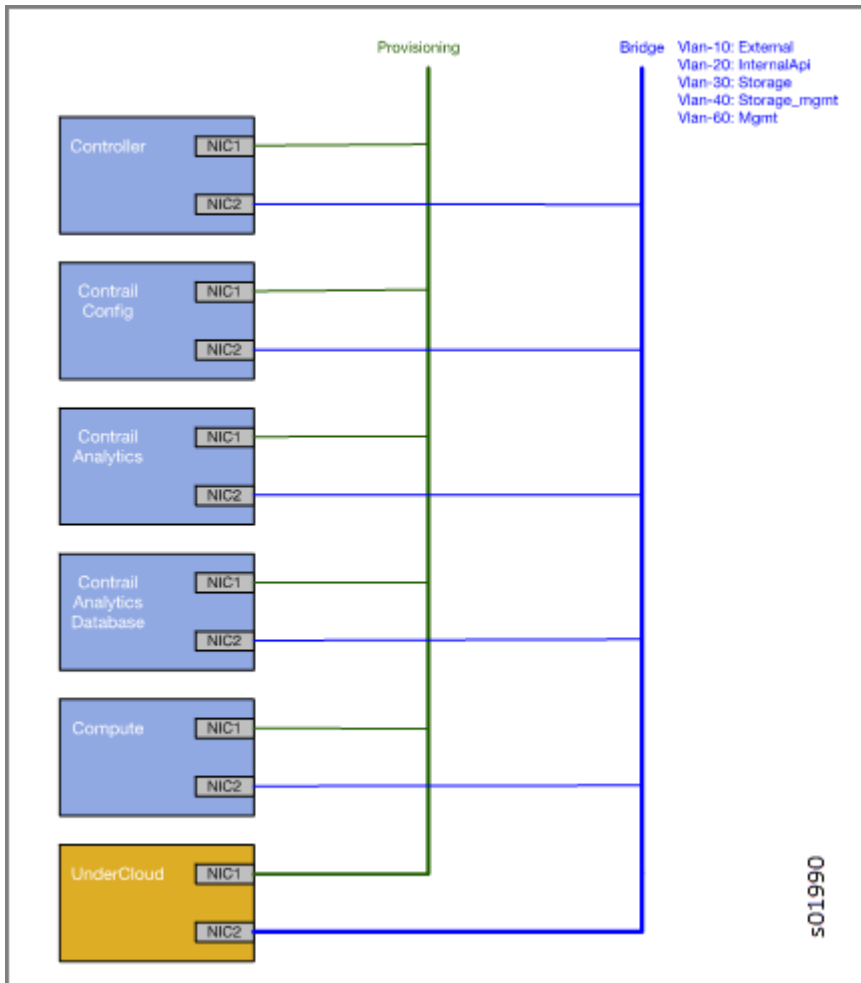 Provisioning
Bridge
Vlan-10: External
Vlan-20: InternalApi
Vlan-30: Storage
Vlan-40: Storage_mgmt
Vlan-60: Mgmt
Controller
NIC1
NIC2
Contrail
Config
NIC1
NIC2
Contrail
Analytics
NIC1
NIC2
Contrail
Analytics
Database
NIC1
NIC2
Compute
NIC1
NIC2
UnderCloud
NIC1
NIC2
s01990